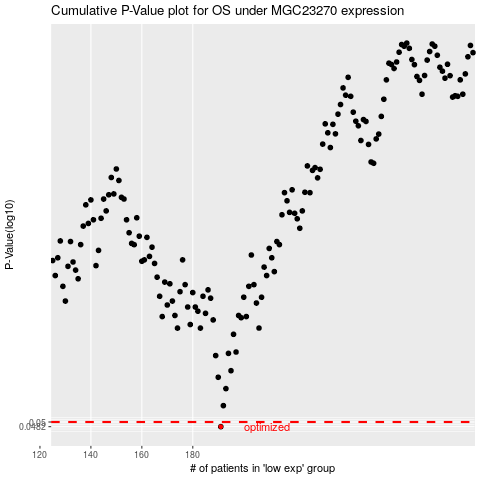 Cumulative P-Value plot for OS under MGC23270 expression
P-Value(log10)
0.05
0.0482
optimized
120 140 160 180
# of patients in 'low exp' group